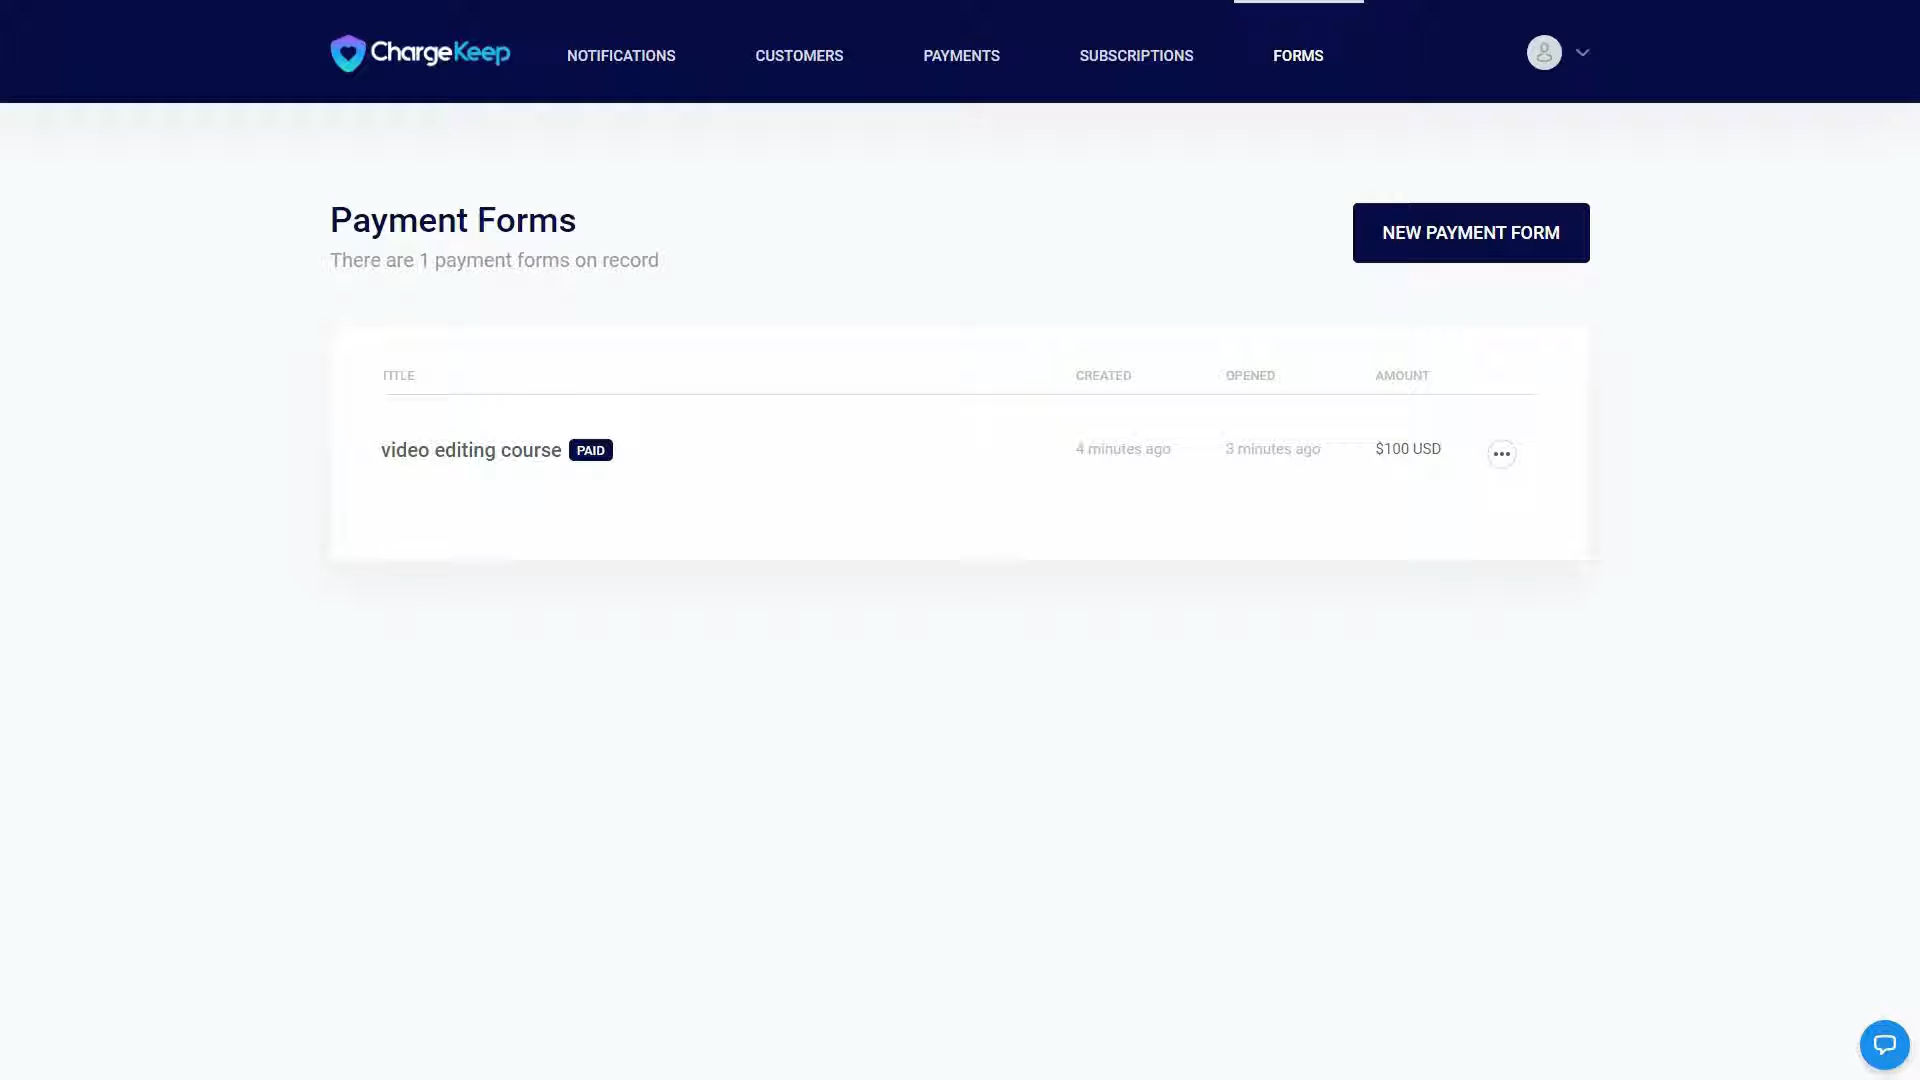 ChargeKeep NOTIFICATIONS CUSTOMERS PAYMENTS SUBSCRIPTIONS FORMS
Payment Forms
There are 1 payment forms on record
NEW PAYMENT FORM
TITLE CREATED OPENED AMOUNT
video editing course PAID 4 minutes ago 3 minutes ago $100 USD